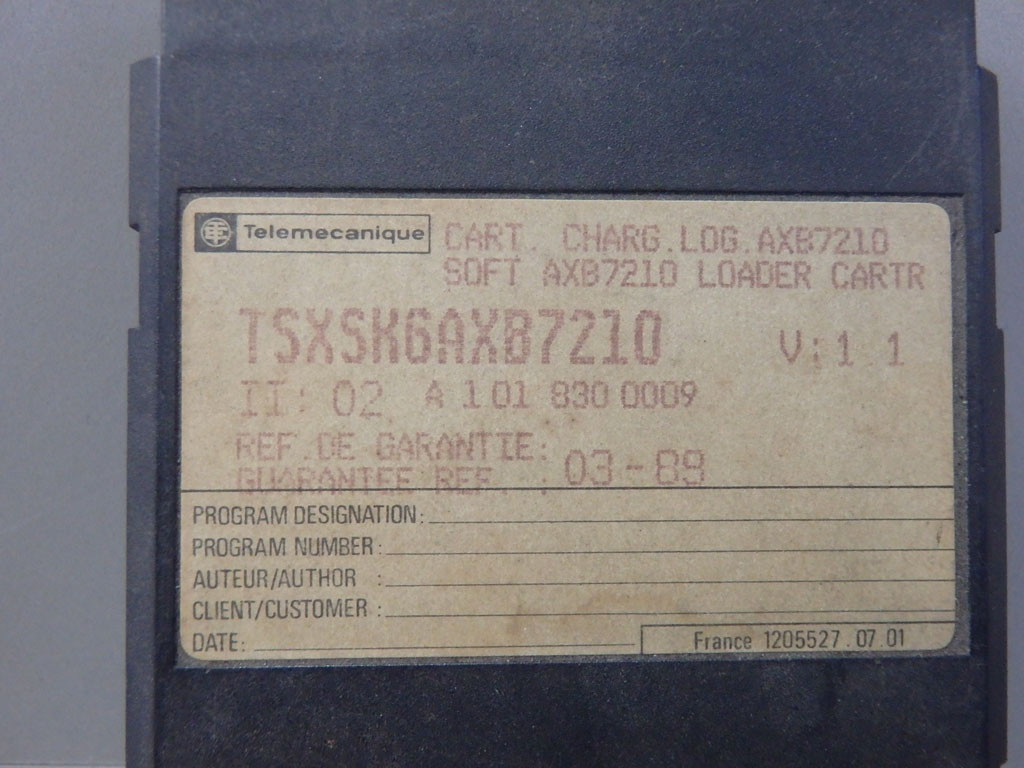 Telemecanique
CART. CHARG.LOG.AXB7210
SOFT AXB7210 LOADER CARTR
TSXSK6AXB7210 V:1 1
II: 02 A 1 01 830 0009
REF.DE GARANTIE:
GUARANTEE REF. : 03-89
PROGRAM DESIGNATION:
PROGRAM NUMBER:
AUTEUR/AUTHOR :
CLIENT/CUSTOMER :
DATE:
France 1205527.07.01